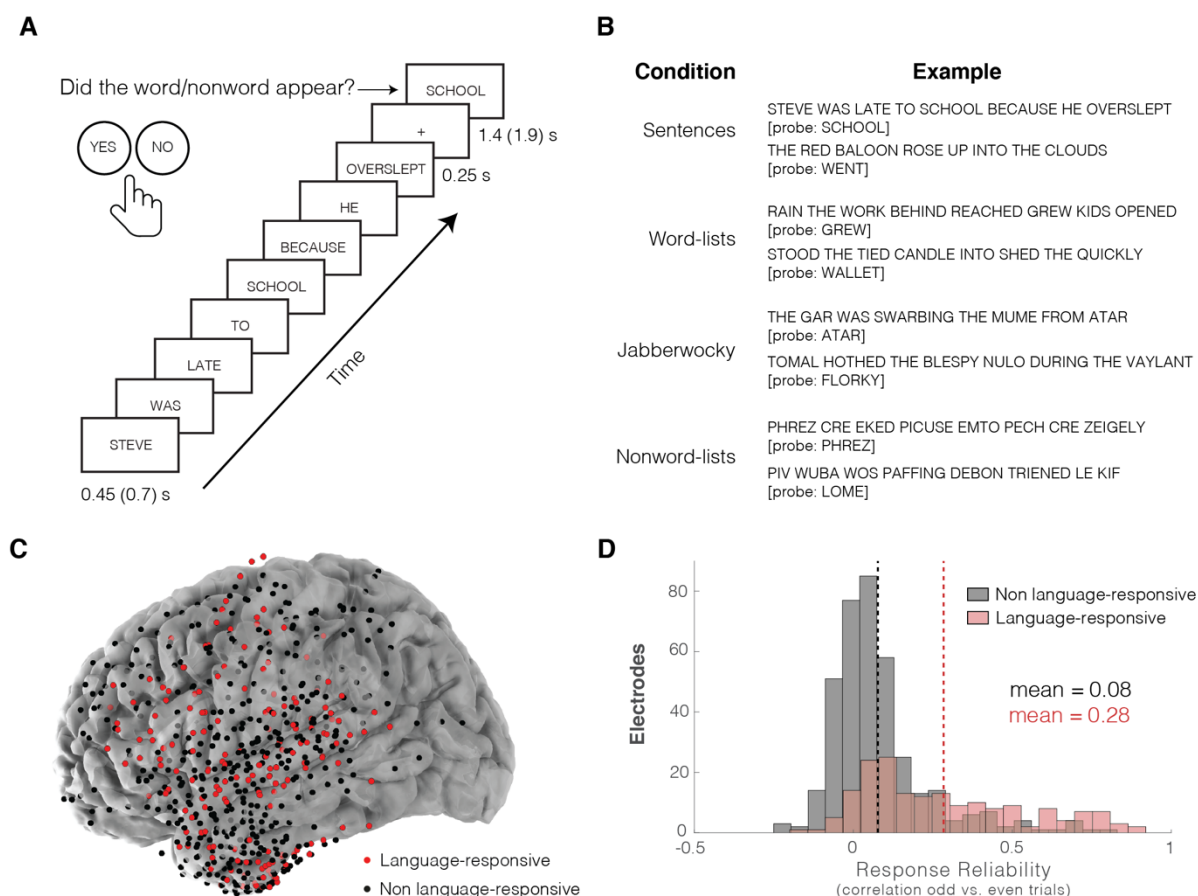 A
Did the word/nonword appear?
YES
NO
SCHOOL
+
1.4 (1.9) s
OVERSLEPT
0.25 s
HE
BECAUSE
SCHOOL
TO
LATE
WAS
STEVE
0.45 (0.7) s
Time
B
Condition
Example
Sentences
STEVE WAS LATE TO SCHOOL BECAUSE HE OVERSLEPT
[probe: SCHOOL]
THE RED BALOON ROSE UP INTO THE CLOUDS
[probe: WENT]
Word-lists
RAIN THE WORK BEHIND REACHED GREW KIDS OPENED
[probe: GREW]
STOOD THE TIED CANDLE INTO SHED THE QUICKLY
[probe: WALLET]
Jabberwocky
THE GAR WAS SWARBING THE MUME FROM ATAR
[probe: ATAR]
TOMAL HOTHED THE BLESPY NULO DURING THE VAYLANT
[probe: FLORKY]
Nonword-lists
PHREZ CRE EKED PICUSE EMTO PECH CRE ZEIGELY
[probe: PHREZ]
PIV WUBA WOS PAFFING DEBON TRIENED LE KIF
[probe: LOME]
C
Language-responsive
Non language-responsive
D
Electrodes
80
60
40
20
0
-0.5
0
0.5
1
Non language-responsive
Language-responsive
mean = 0.08
mean = 0.28
Response Reliability
(correlation odd vs. even trials)